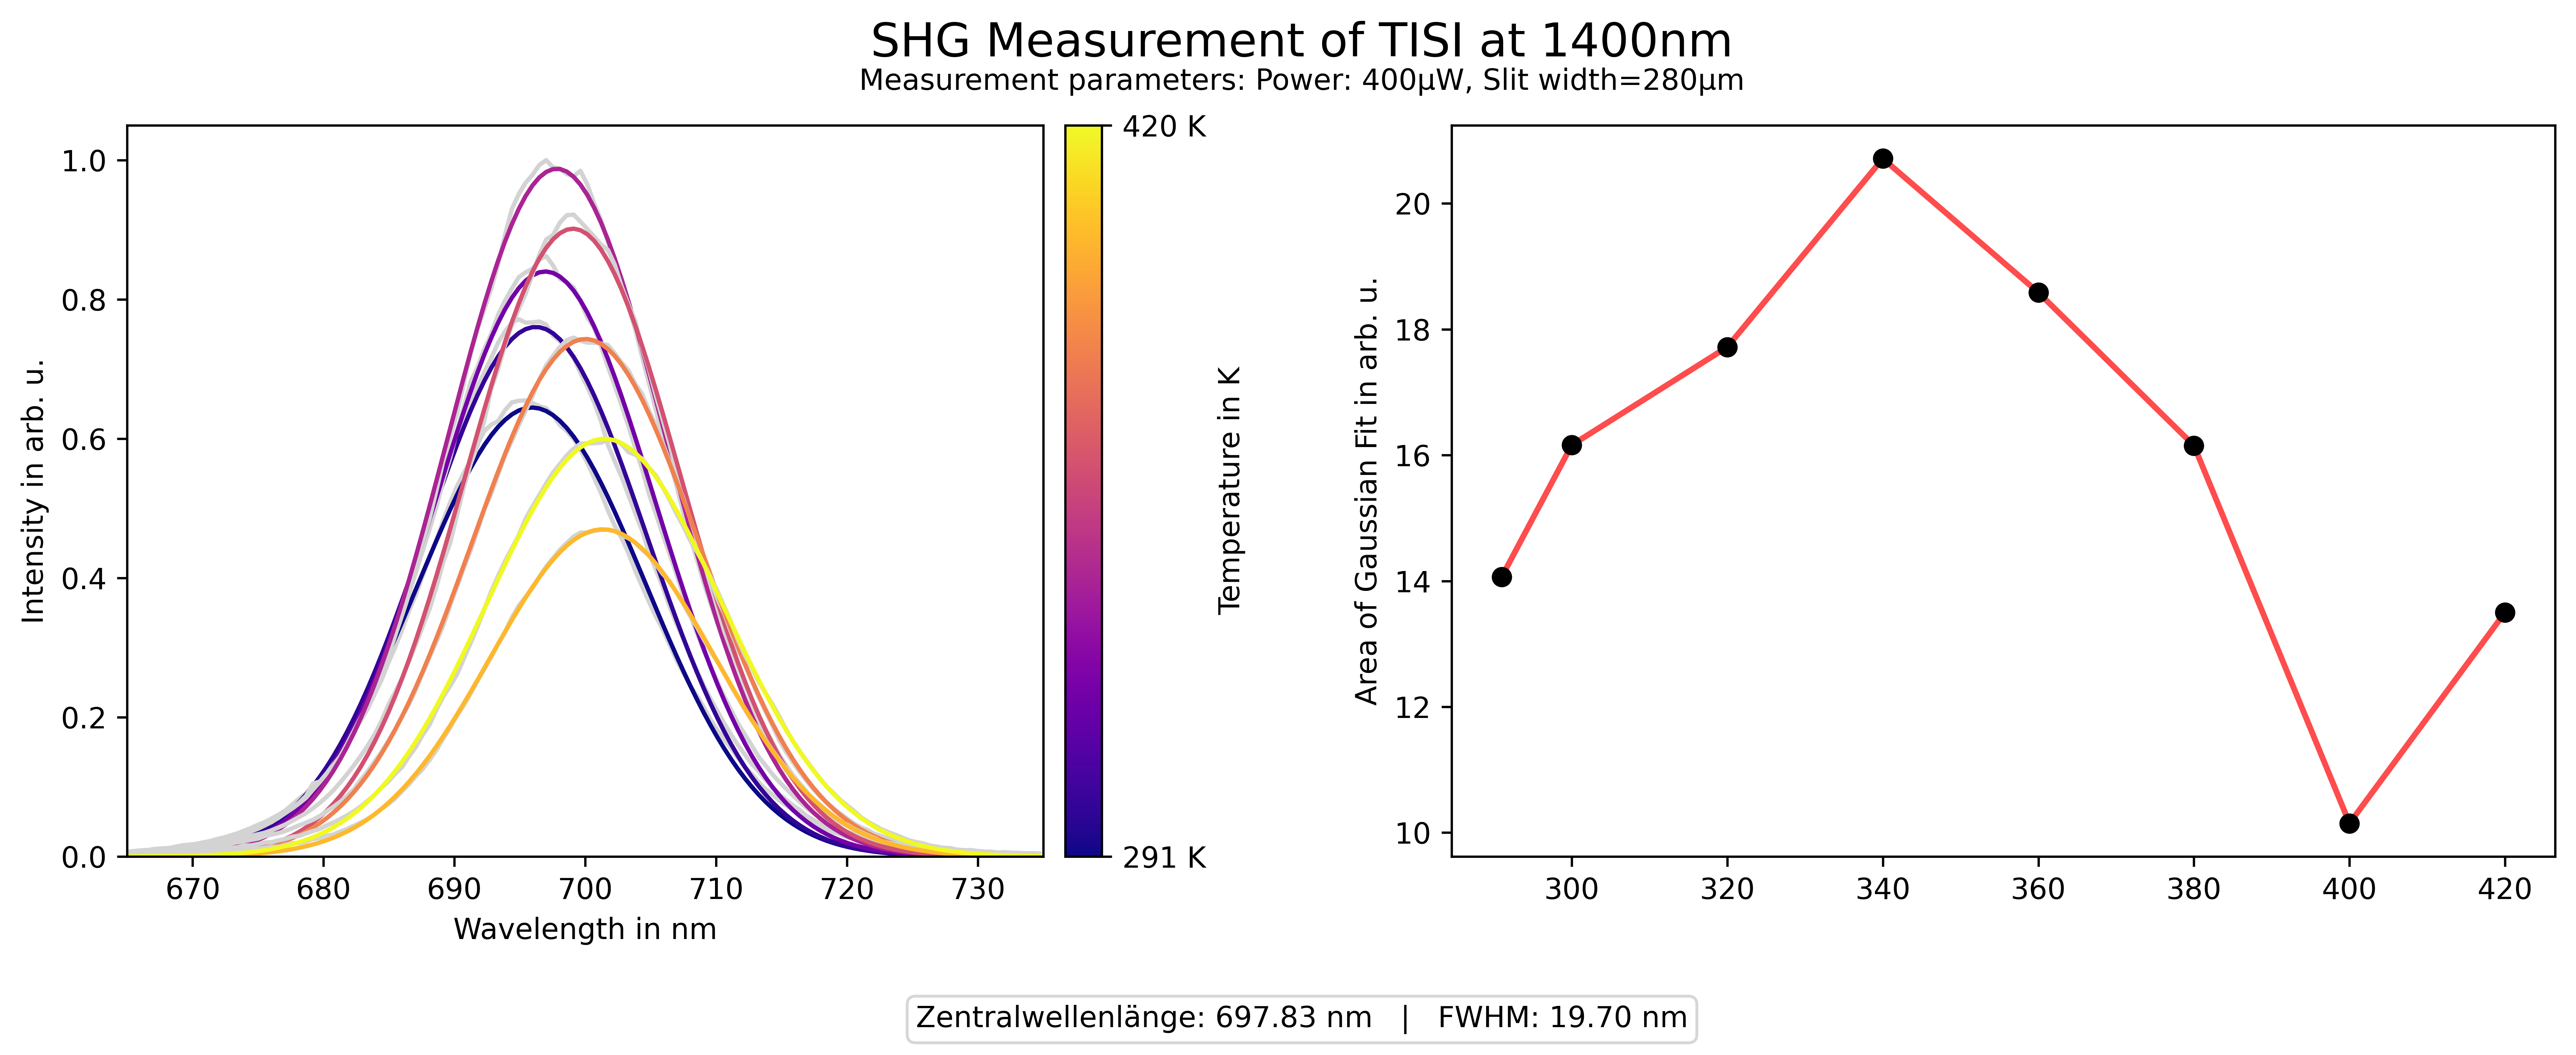 SHG Measurement of TISI at 1400nm
Measurement parameters: Power: 400µW, Slit width=280µm
Intensity in arb. u.
1.0
0.8
0.6
0.4
0.2
0.0
670 680 690 700 710 720 730
Wavelength in nm
420 K
291 K
Temperature in K
Area of Gaussian Fit in arb. u.
20
18
16
14
12
10
300 320 340 360 380 400 420
Zentralwellenlänge: 697.83 nm | FWHM: 19.70 nm